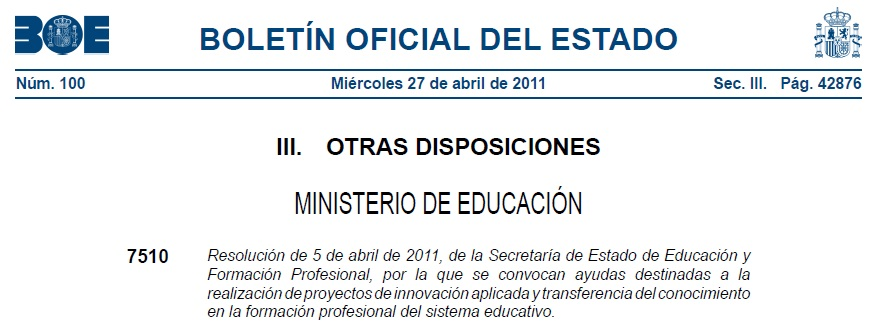 BOE
BOLETÍN OFICIAL DEL ESTADO
Núm. 100 Miércoles 27 de abril de 2011 Sec. III. Pág. 42876
III. OTRAS DISPOSICIONES
MINISTERIO DE EDUCACIÓN
7510 Resolución de 5 de abril de 2011, de la Secretaría de Estado de Educación y
Formación Profesional, por la que se convocan ayudas destinadas a la
realización de proyectos de innovación aplicada y transferencia del conocimiento
en la formación profesional del sistema educativo.